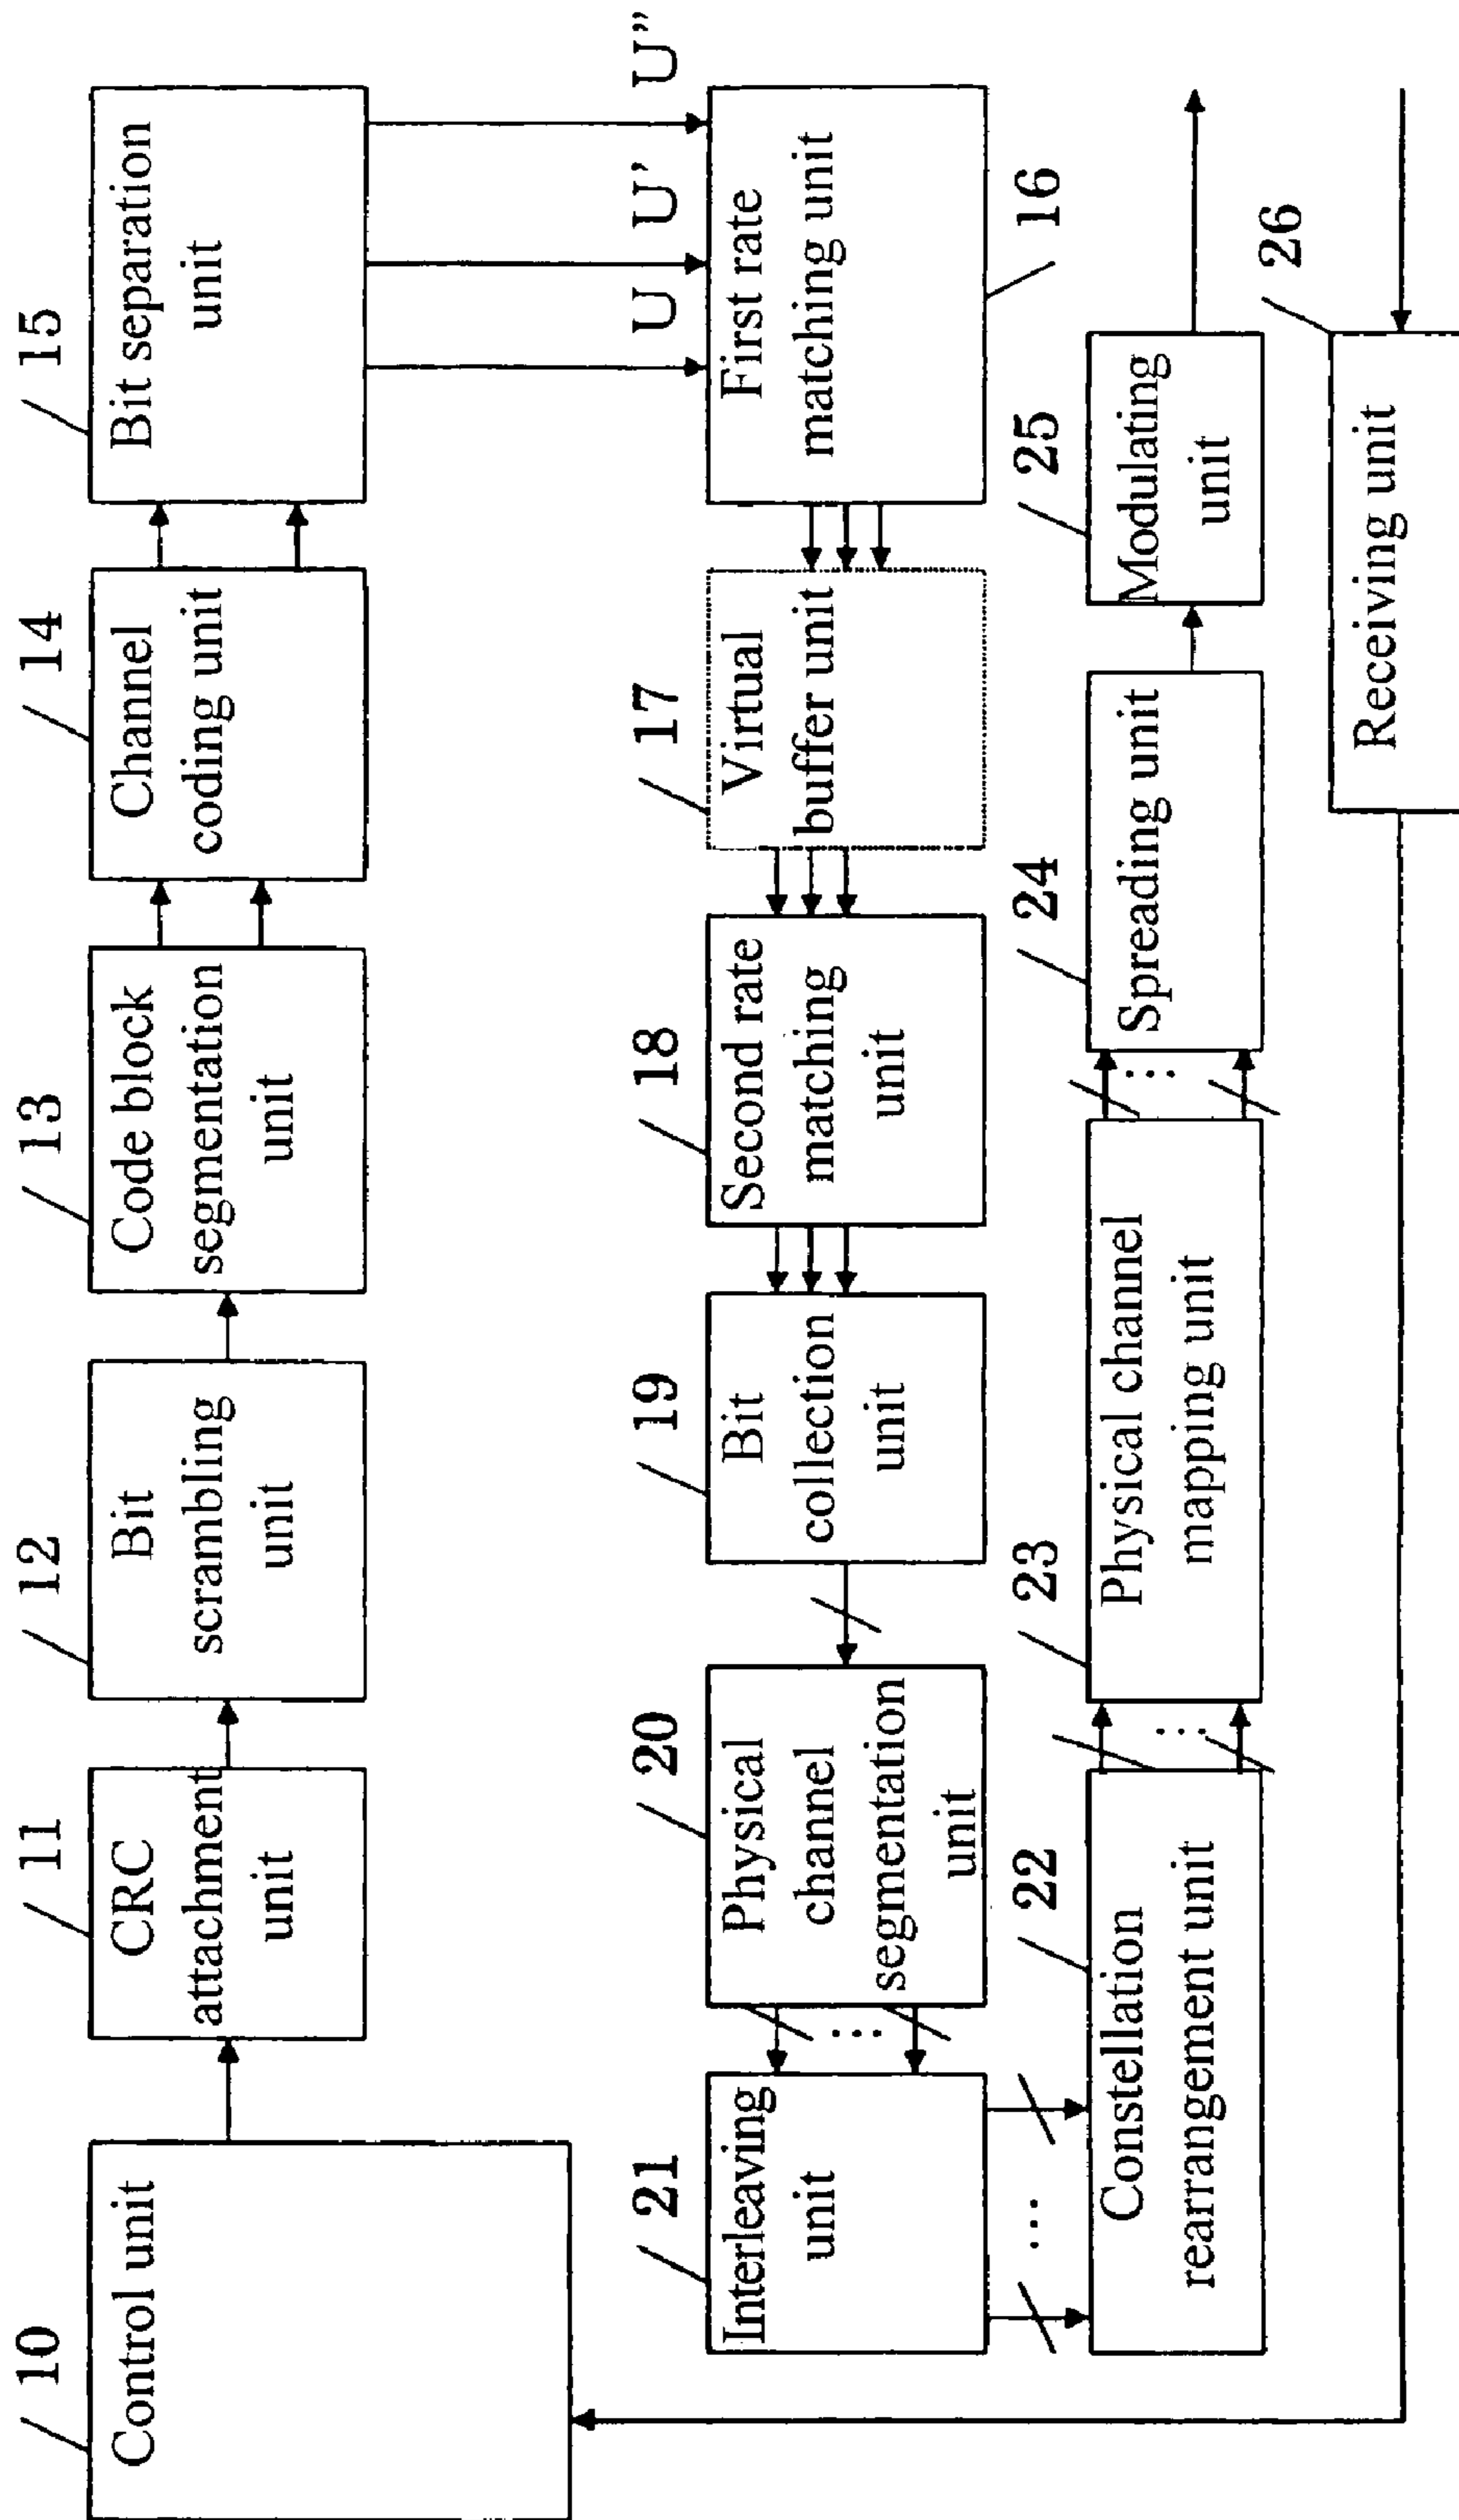 10
Control unit
11
CRC
attachment
unit
12
Bit
scrambling
unit
13
Code block
segmentation
unit
14
Channel
coding unit
15
Bit separation
unit
U
U'
U"
21
Interleaving
unit
20
Physical
channel
segmentation
unit
19
Bit
collection
unit
18
Second rate
matching
unit
17
Virtual
buffer unit
First rate
matching unit
16
22
Constellation
rearrangement unit
23
Physical channel
mapping unit
24
Spreading unit
25
Modulating
unit
26
Receiving unit